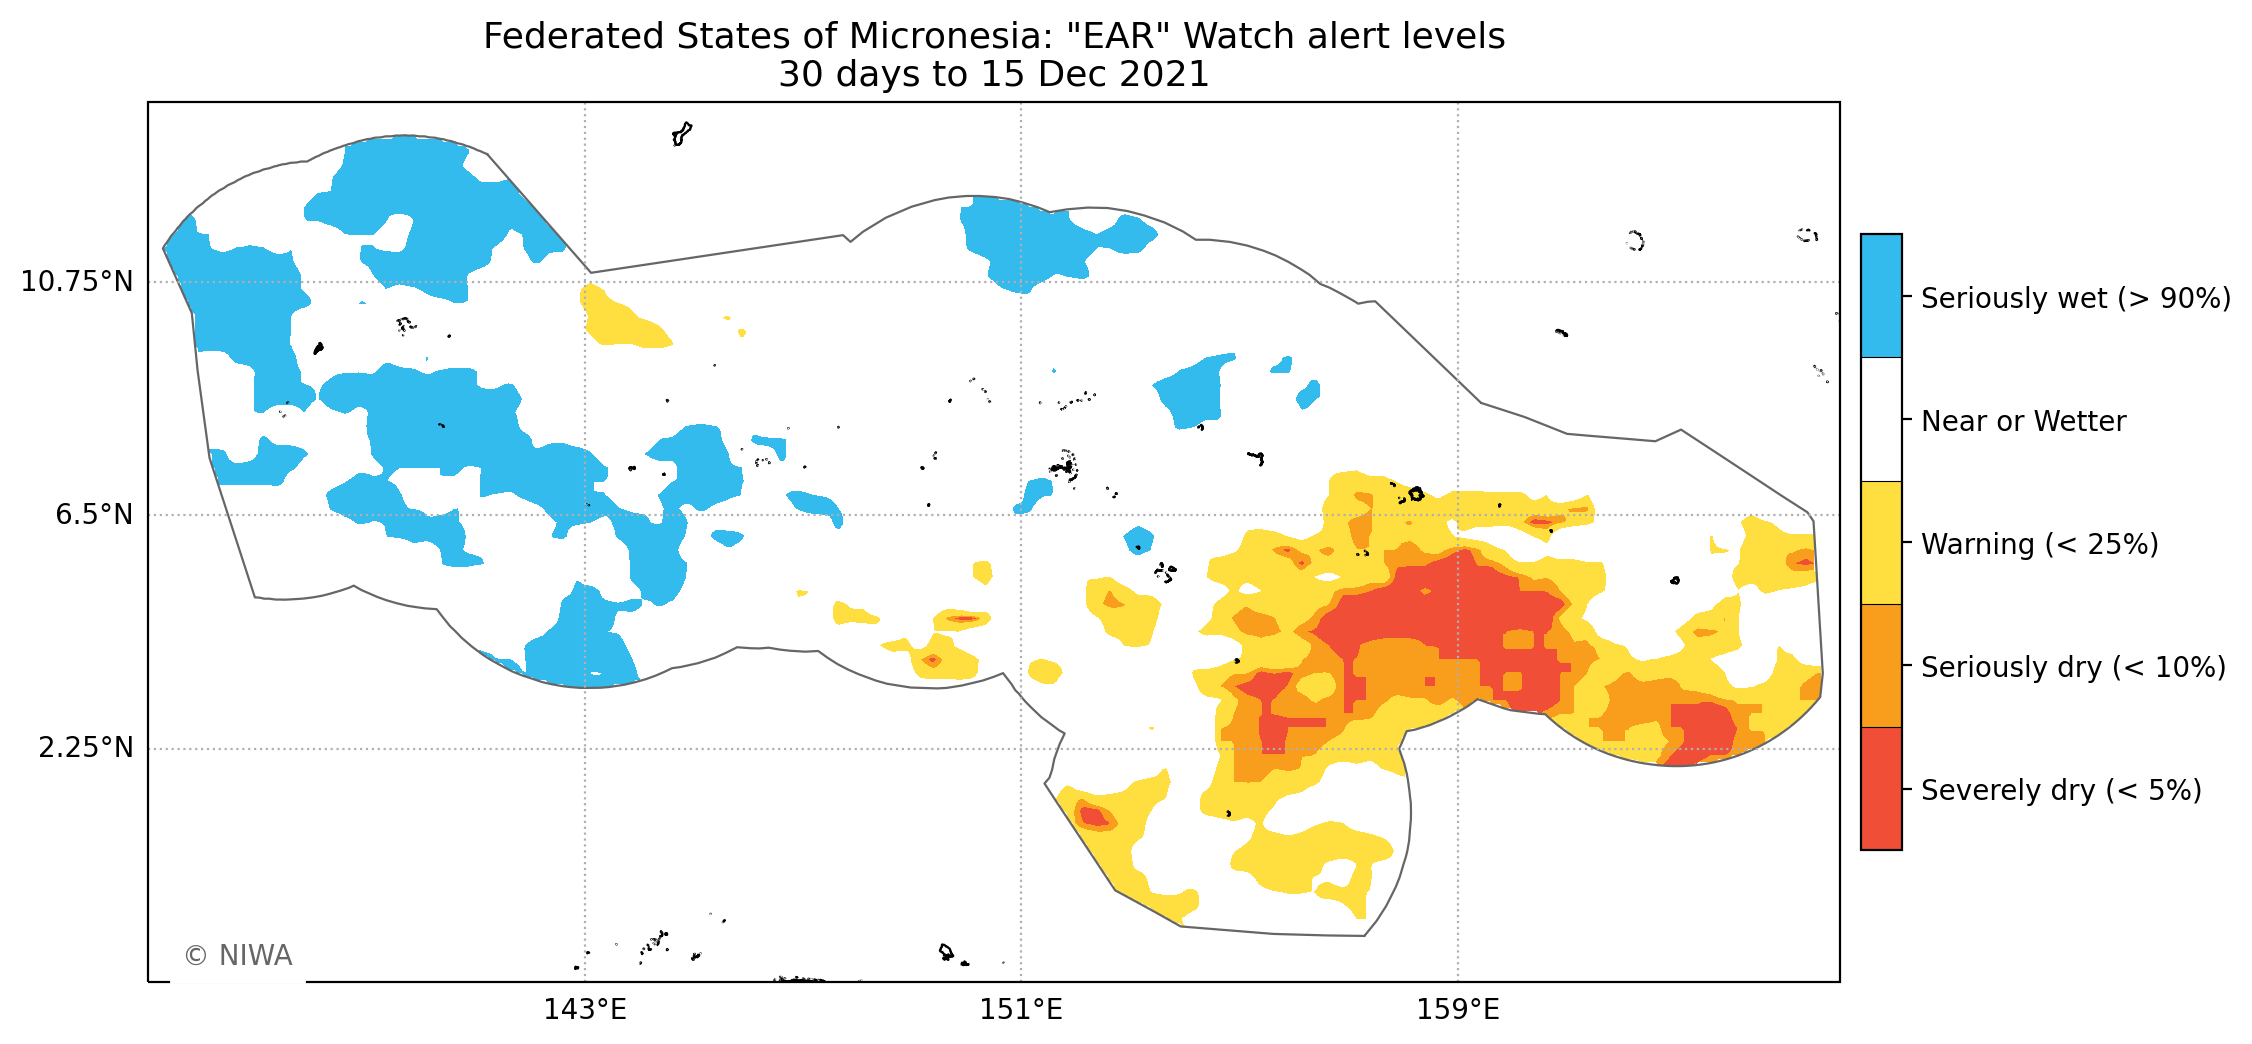 Federated States of Micronesia: "EAR" Watch alert levels
30 days to 15 Dec 2021
10.75°N
6.5°N
2.25°N
143°E
151°E
159°E
Seriously wet (> 90%)
Near or Wetter
Warning (< 25%)
Seriously dry (< 10%)
Severely dry (< 5%)
© NIWA